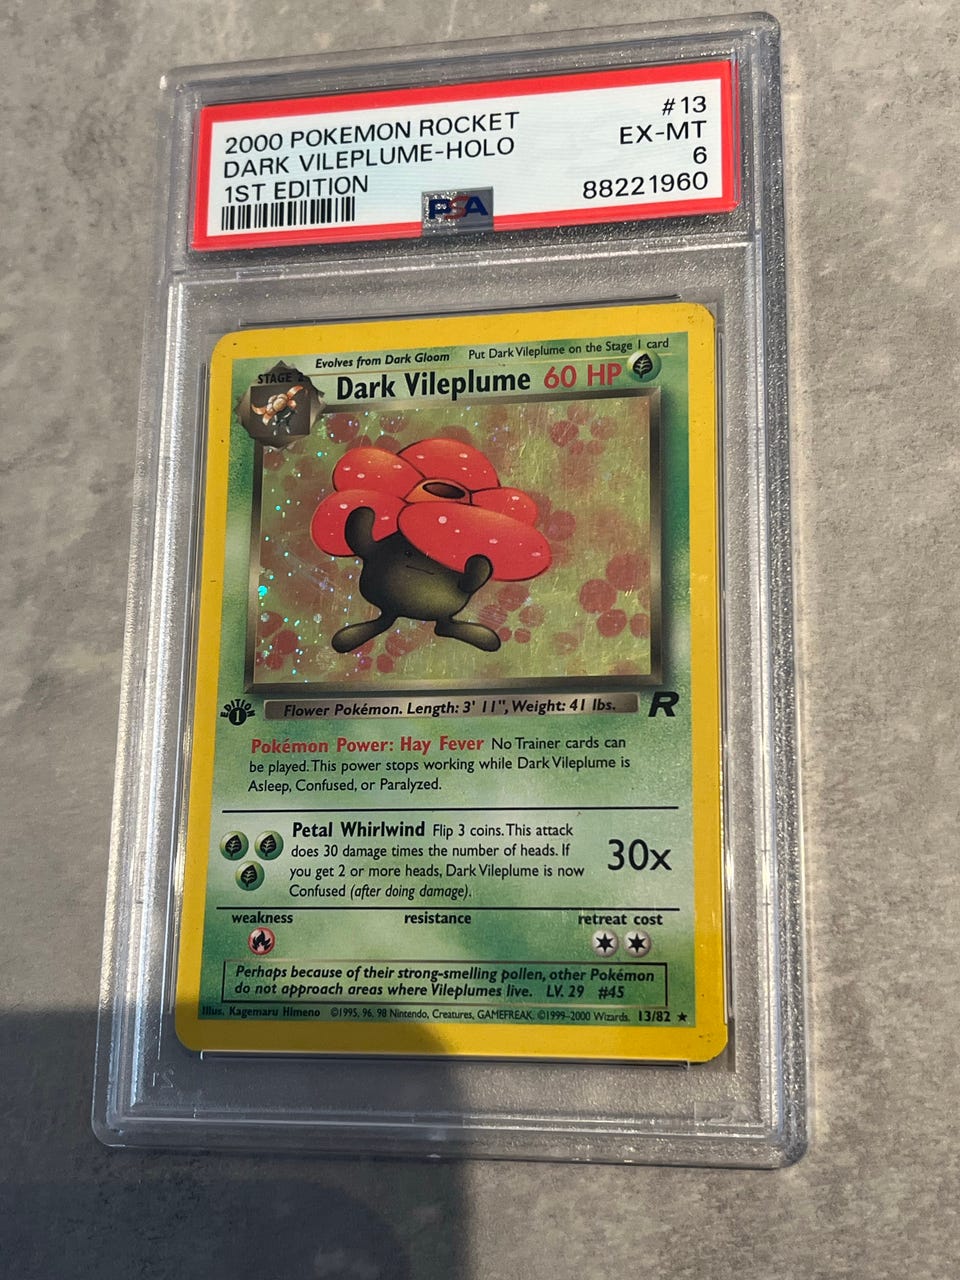 2000 POKEMON ROCKET #13
DARK VILEPLUME-HOLO EX-MT
1ST EDITION 6
88221960
PSA
Evolves from Dark Gloom Put Dark Vileplume on the Stage 1 card
STAGE 2
Dark Vileplume 60 HP
EDITION
1
Flower Pokémon. Length: 3' 11", Weight: 41 lbs.
R
Pokémon Power: Hay Fever No Trainer cards can
be played. This power stops working while Dark Vileplume is
Asleep, Confused, or Paralyzed.
Petal Whirlwind Flip 3 coins. This attack
does 30 damage times the number of heads. If
you get 2 or more heads, Dark Vileplume is now
Confused (after doing damage).
30x
weakness resistance retreat cost
Perhaps because of their strong-smelling pollen, other Pokémon
do not approach areas where Vileplumes live. LV. 29 #45
Illus. Kagemaru Himeno ©1995, 96, 98 Nintendo, Creatures, GAMEFREAK. ©1999-2000 Wizards. 13/82 ★